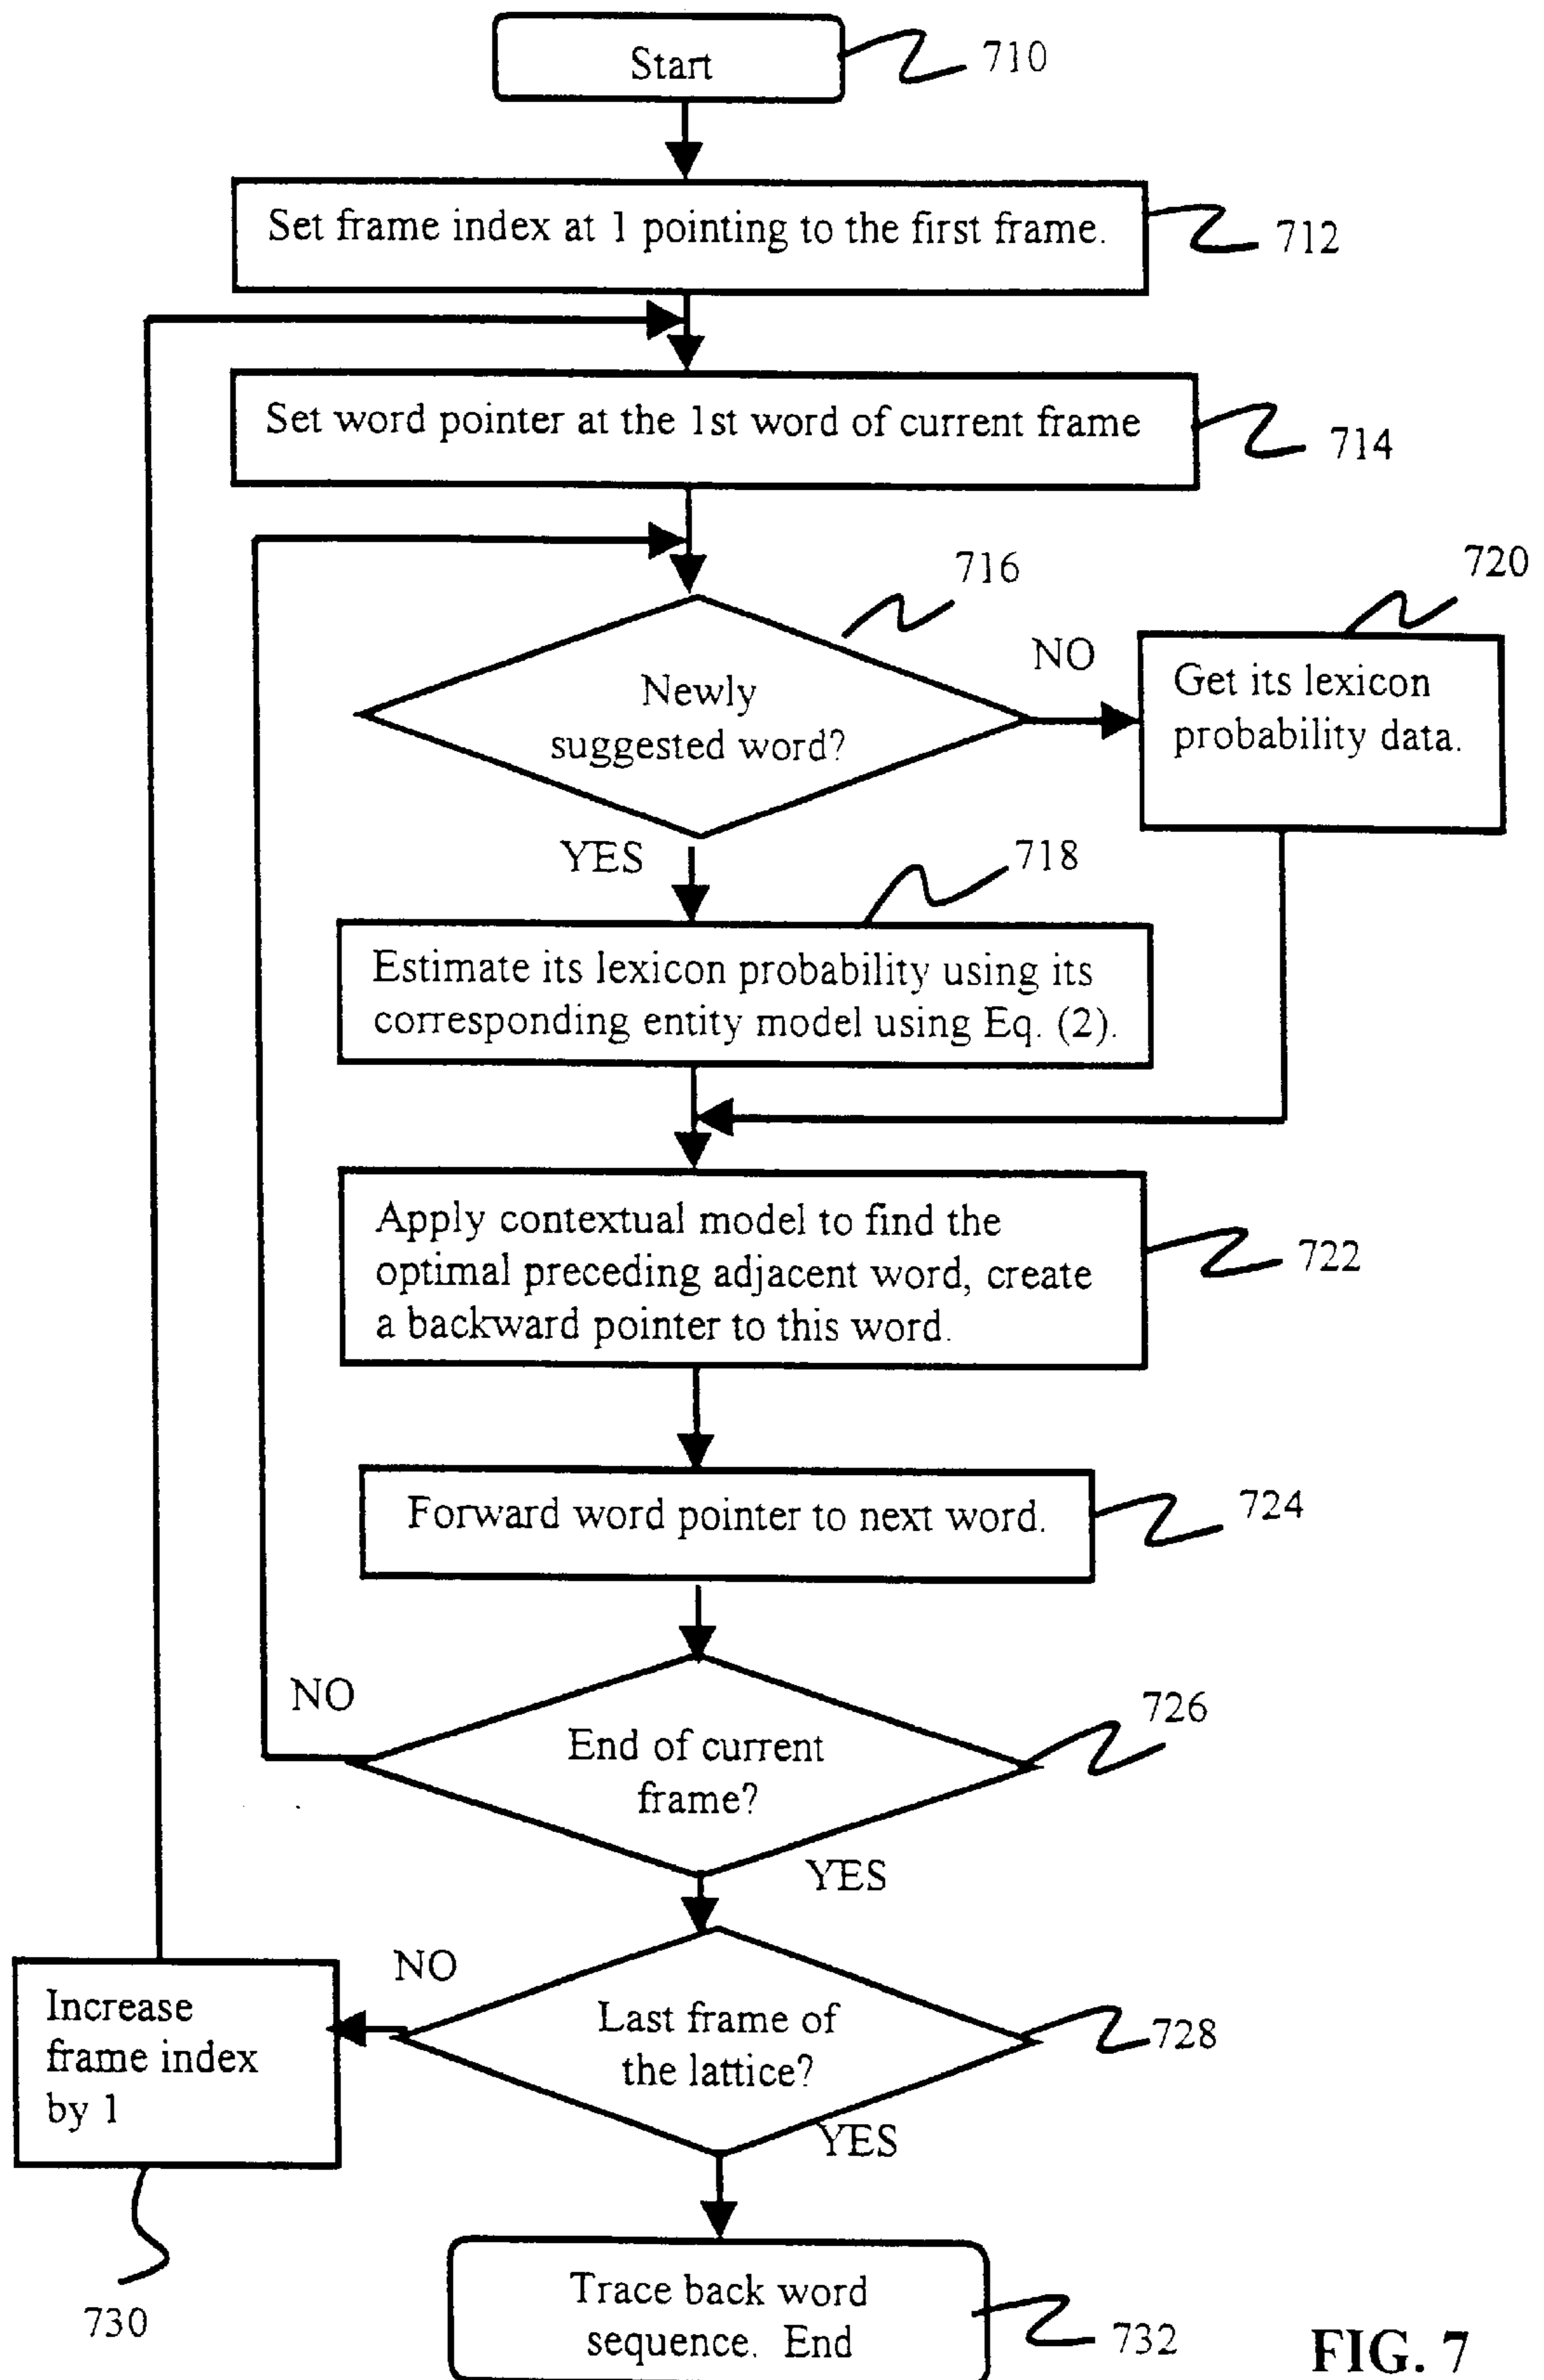 Start
710
Set frame index at 1 pointing to the first frame.
712
Set word pointer at the 1st word of current frame
714
716
720
NO
Newly
suggested word?
Get its lexicon
probability data.
YES
718
Estimate its lexicon probability using its
corresponding entity model using Eq. (2).
Apply contextual model to find the
optimal preceding adjacent word, create
a backward pointer to this word.
722
Forward word pointer to next word.
724
NO
726
End of current
frame?
YES
NO
Increase
frame index
by 1
Last frame of
the lattice?
728
YES
730
Trace back word
sequence. End
732
FIG. 7